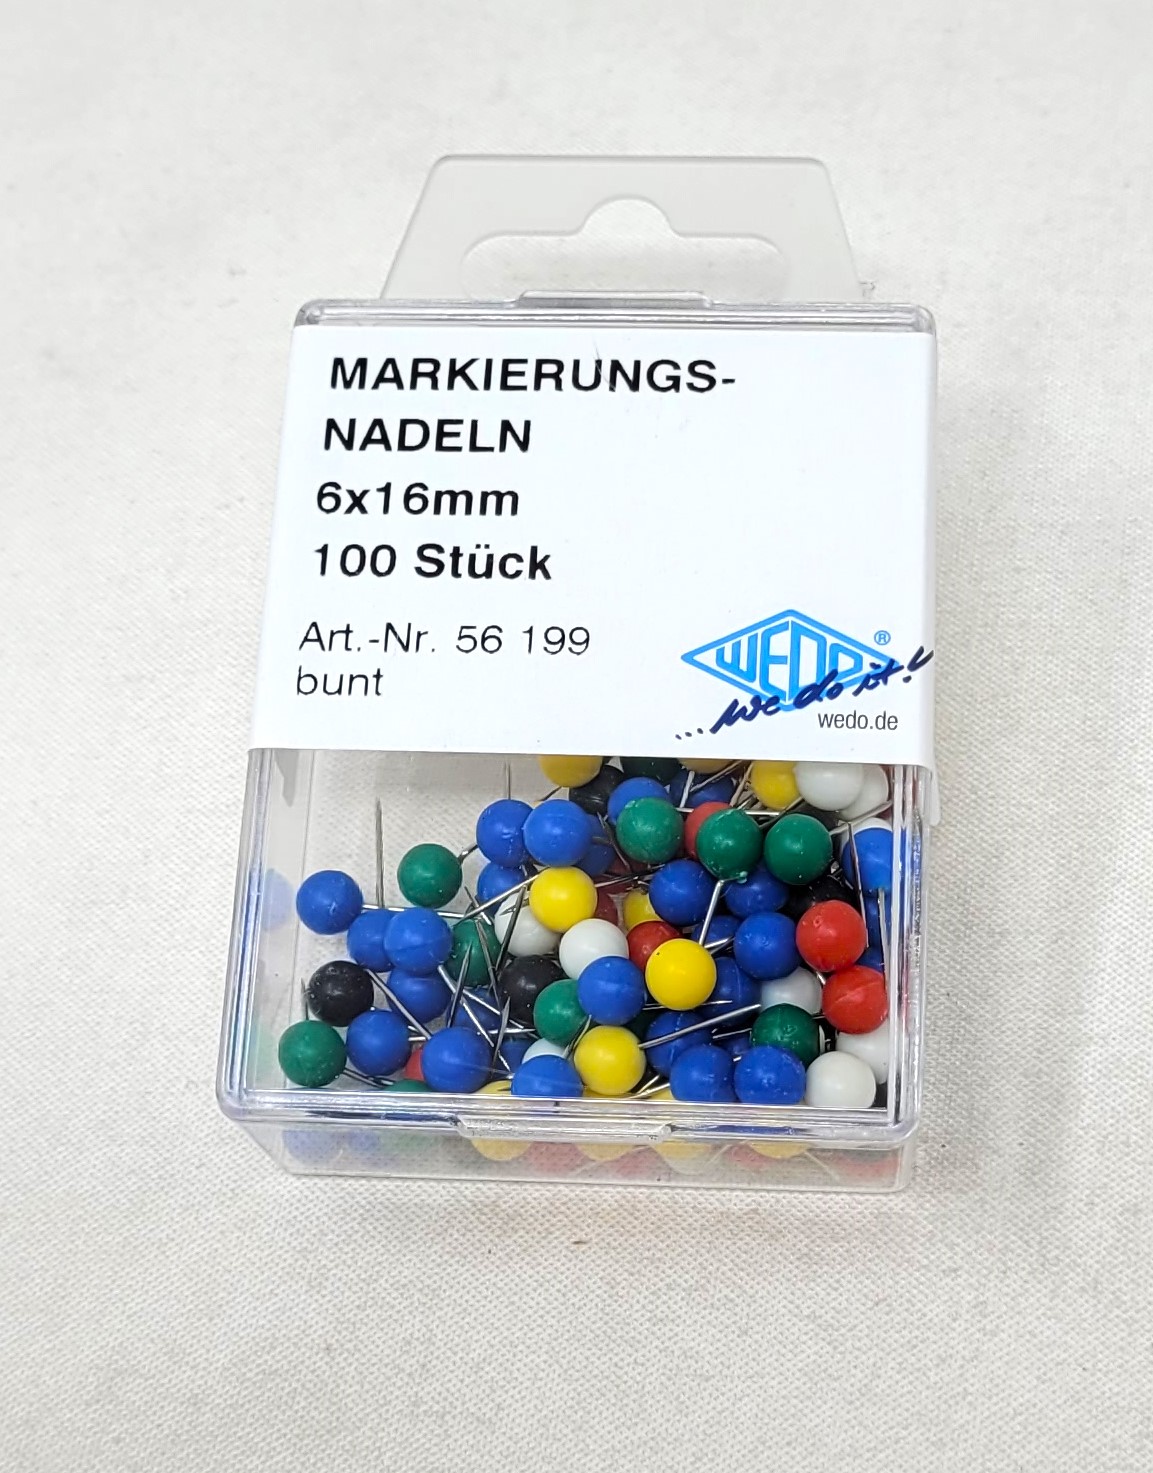 MARKIERUNGS-
NADELN
6x16mm
100 Stück
Art.-Nr. 56 199
bunt
WEDO®
...we do it!
wedo.de